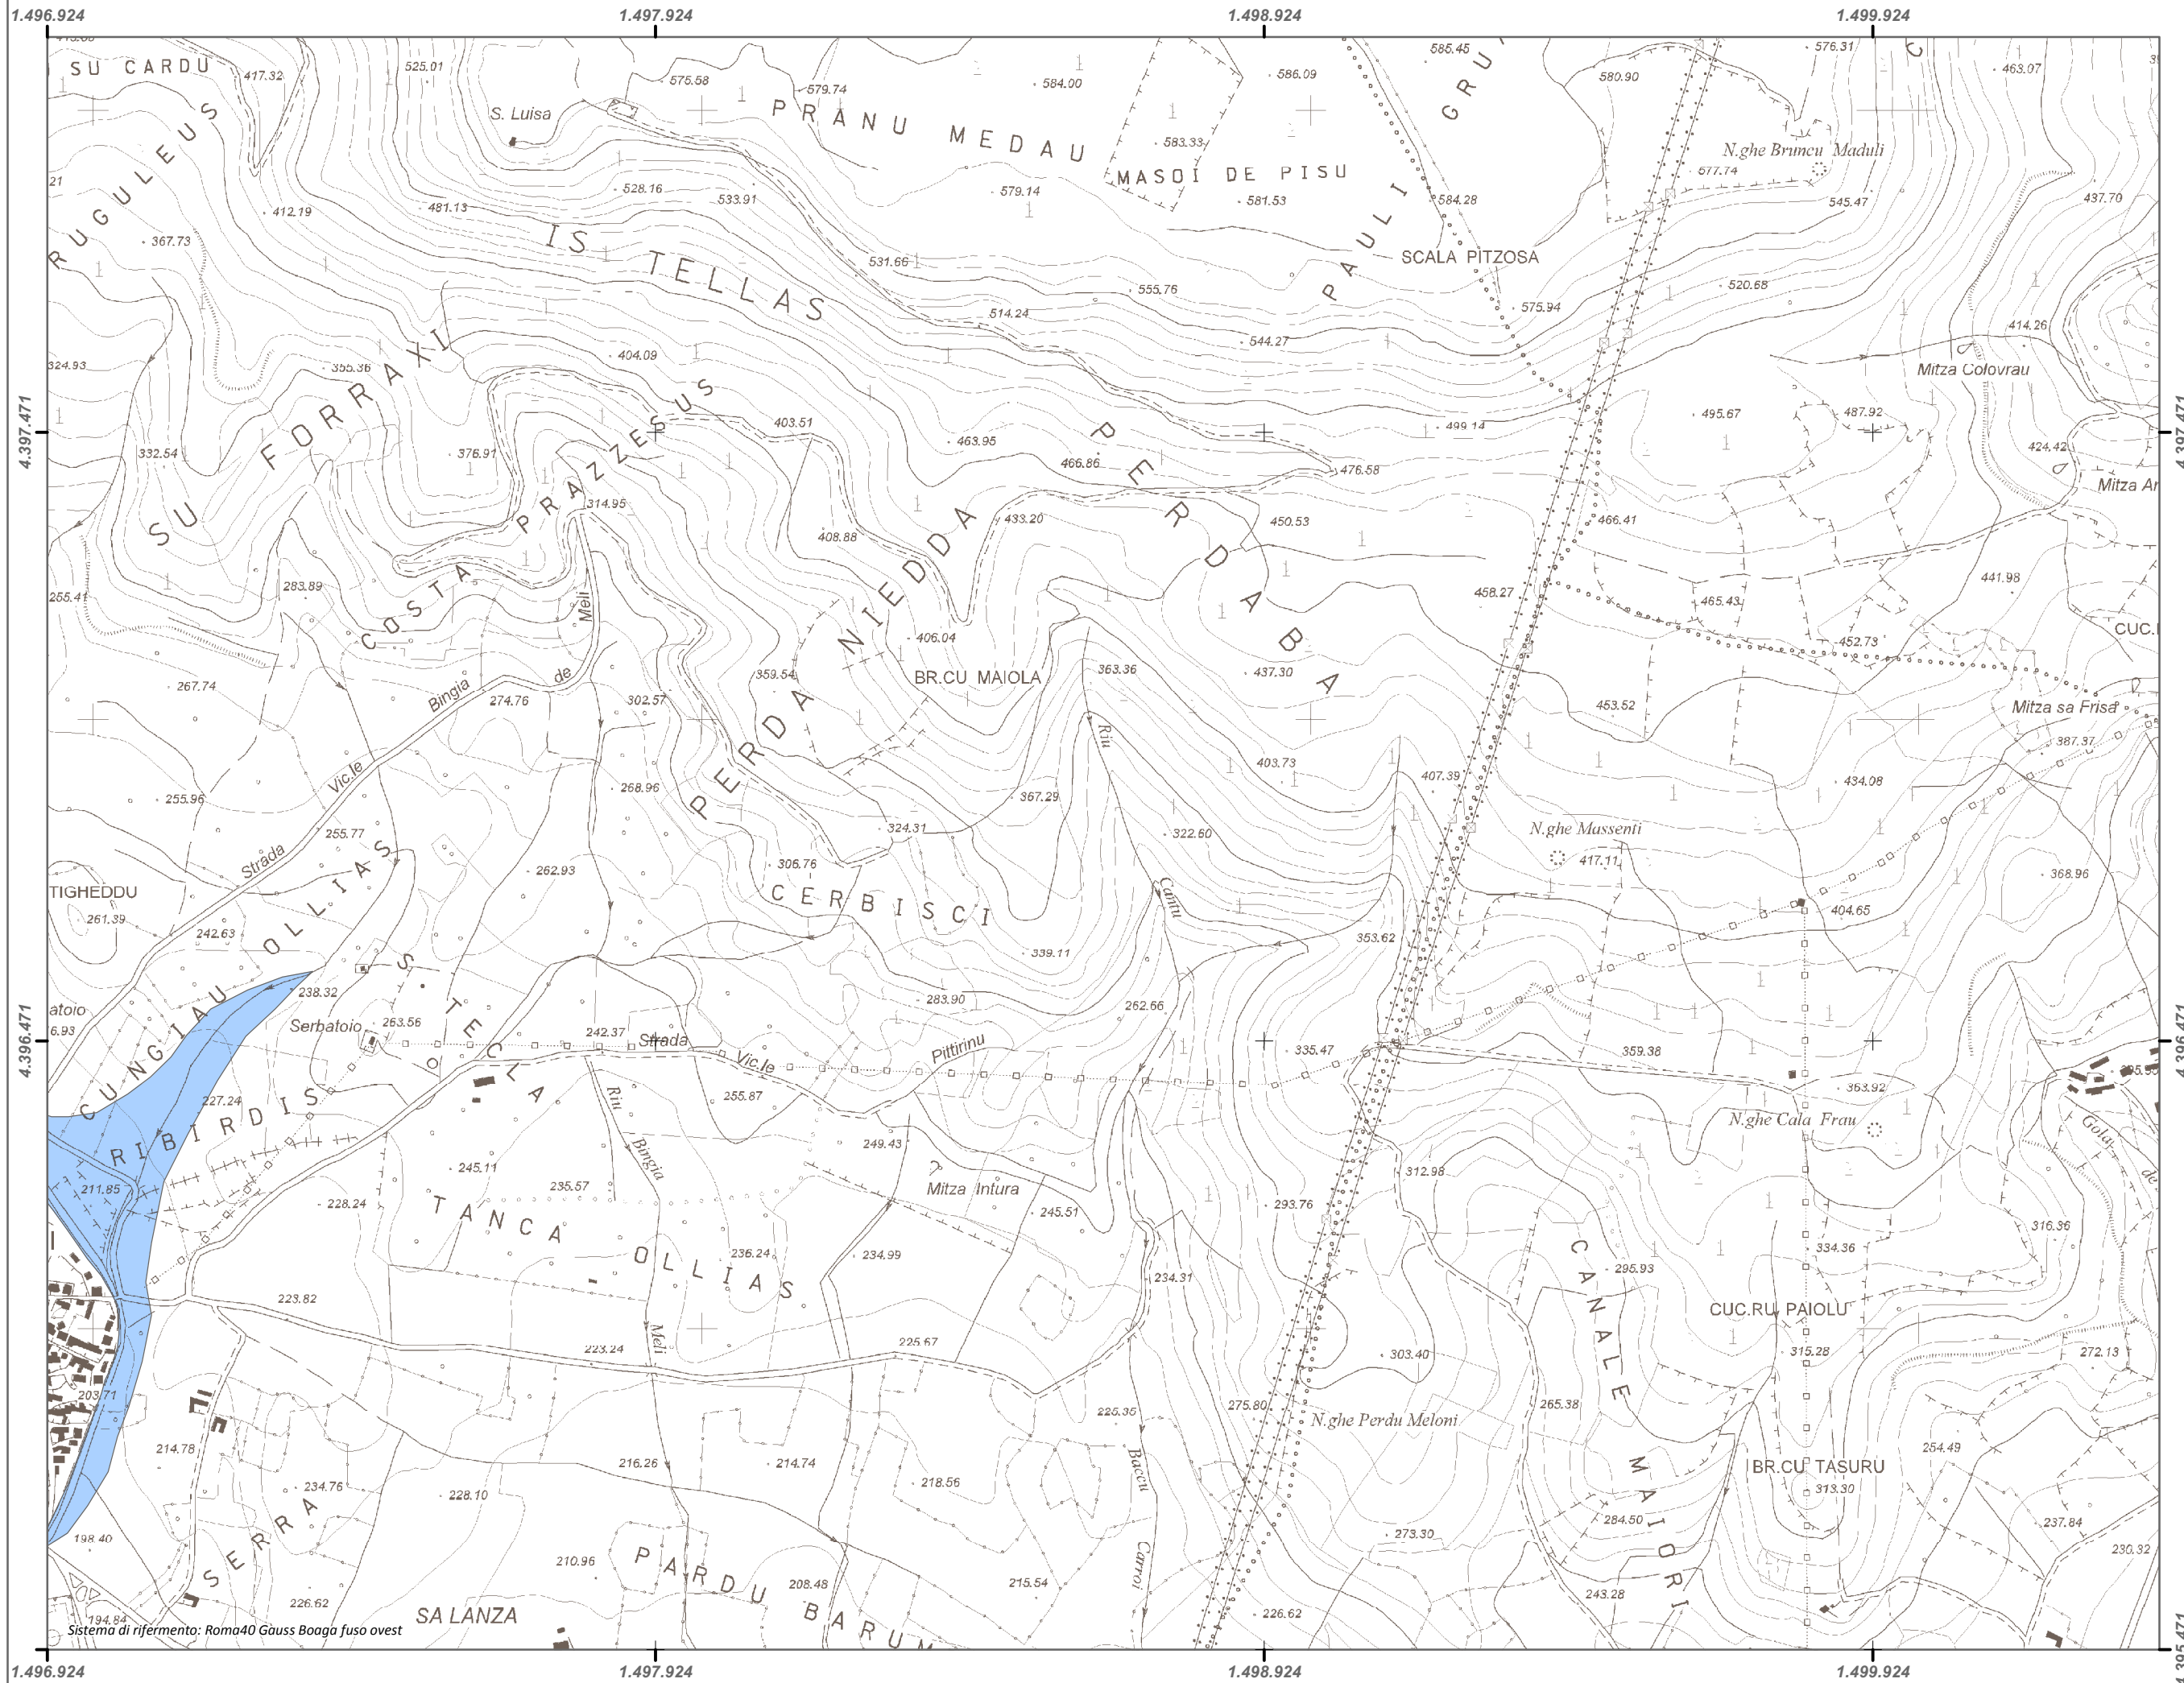 1.496.924 1.497.924 1.498.924 1.499.924
SU CARDU
417.32
525.01
575.58
579.74
584.00
586.09
585.45
580.90
576.31
463.07
S. Luisa
PRANU MEDAU
583.33
MASOI DE PISU
PAULI GRU
N.ghe Bruncu Maduli
577.74
RUGULEUS
21
528.16
533.91
579.14
581.53
584.28
545.47
437.70
412.19
481.13
367.73
IS TELLAS
531.66
SCALA PITZOSA
555.76
520.68
514.24
575.94
414.26
544.27
404.09
324.93
355.36
Mitza Colovrau
SU FORRAXI
COSTA PRAZZESUS
403.51
463.95
499.14
495.67
487.92
4.397.471
4.397.471
332.54
376.91
466.86
476.58
424.42
Mitza Ar
314.95
408.88
433.20
450.53
466.41
PERDA NIEDDA
PERDABA
283.89
255.41
Meli
458.27
465.43
441.98
406.04
452.73
CUC.
BR.CU MAIOLA
363.36
437.30
267.74
de
359.54
Bingia
274.76
302.57
453.52
Mitza sa Frisa
Riu
387.37
Vic.le
403.73
407.39
434.08
255.96
268.96
367.29
255.77
324.31
322.60
N.ghe Massenti
417.11
Strada
306.76
262.93
368.96
TIGHEDDU
CERBISCI
Cannu
261.39
404.65
242.63
353.62
339.11
CUNGIAU OLLIAS
S TECLA
238.32
283.90
262.66
atoio
6.93
Serbatoio
263.56
242.37
Strada
Vic.le
Pittirinu
335.47
359.38
4.396.471
4.396.471
363.92
227.24
RIBIRDIS
Riu
255.87
N.ghe Cala Frau
Gola
de
249.43
Bingia
245.11
312.98
211.85
235.57
Mitza Intura
228.24
245.51
293.76
316.36
TANCA OLLIAS
236.24
234.99
334.36
234.31
295.93
CANALE MAIORI
223.82
CUC.RU PAIOLU
Meli
225.67
223.24
303.40
315.28
272.13
203.71
265.38
225.35
275.80
N.ghe Perdu Meloni
214.78
254.49
216.26
214.74
Baccu
BR.CU TASURU
218.56
234.76
228.10
313.30
284.50
237.84
198.40
273.30
SERRA
230.32
210.96
PARDU BARUM
Carroi
208.48
215.54
243.28
226.62
SA LANZA
226.62
194.84
Sistema di rifermento: Roma40 Gauss Boaga fuso ovest
4.395.471
1.496.924 1.497.924 1.498.924 1.499.924